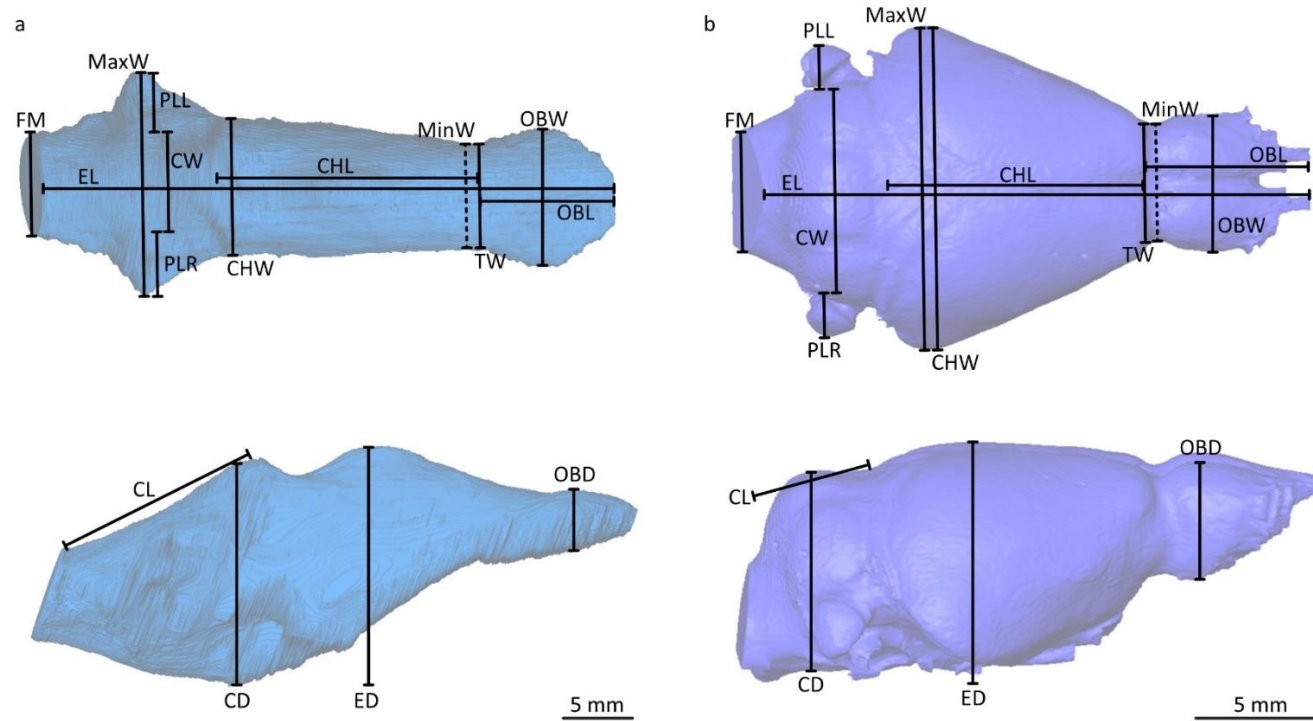 a
MaxW
PLL
FM
MinW
OBW
CW
CHL
EL
OBL
PLR
CHW
TW
b
MaxW
PLL
FM
MinW
OBL
CHL
EL
OBW
CW
TW
PLR
CHW
CL
OBD
CD
ED
5 mm
OBD
CL
CD
ED
5 mm